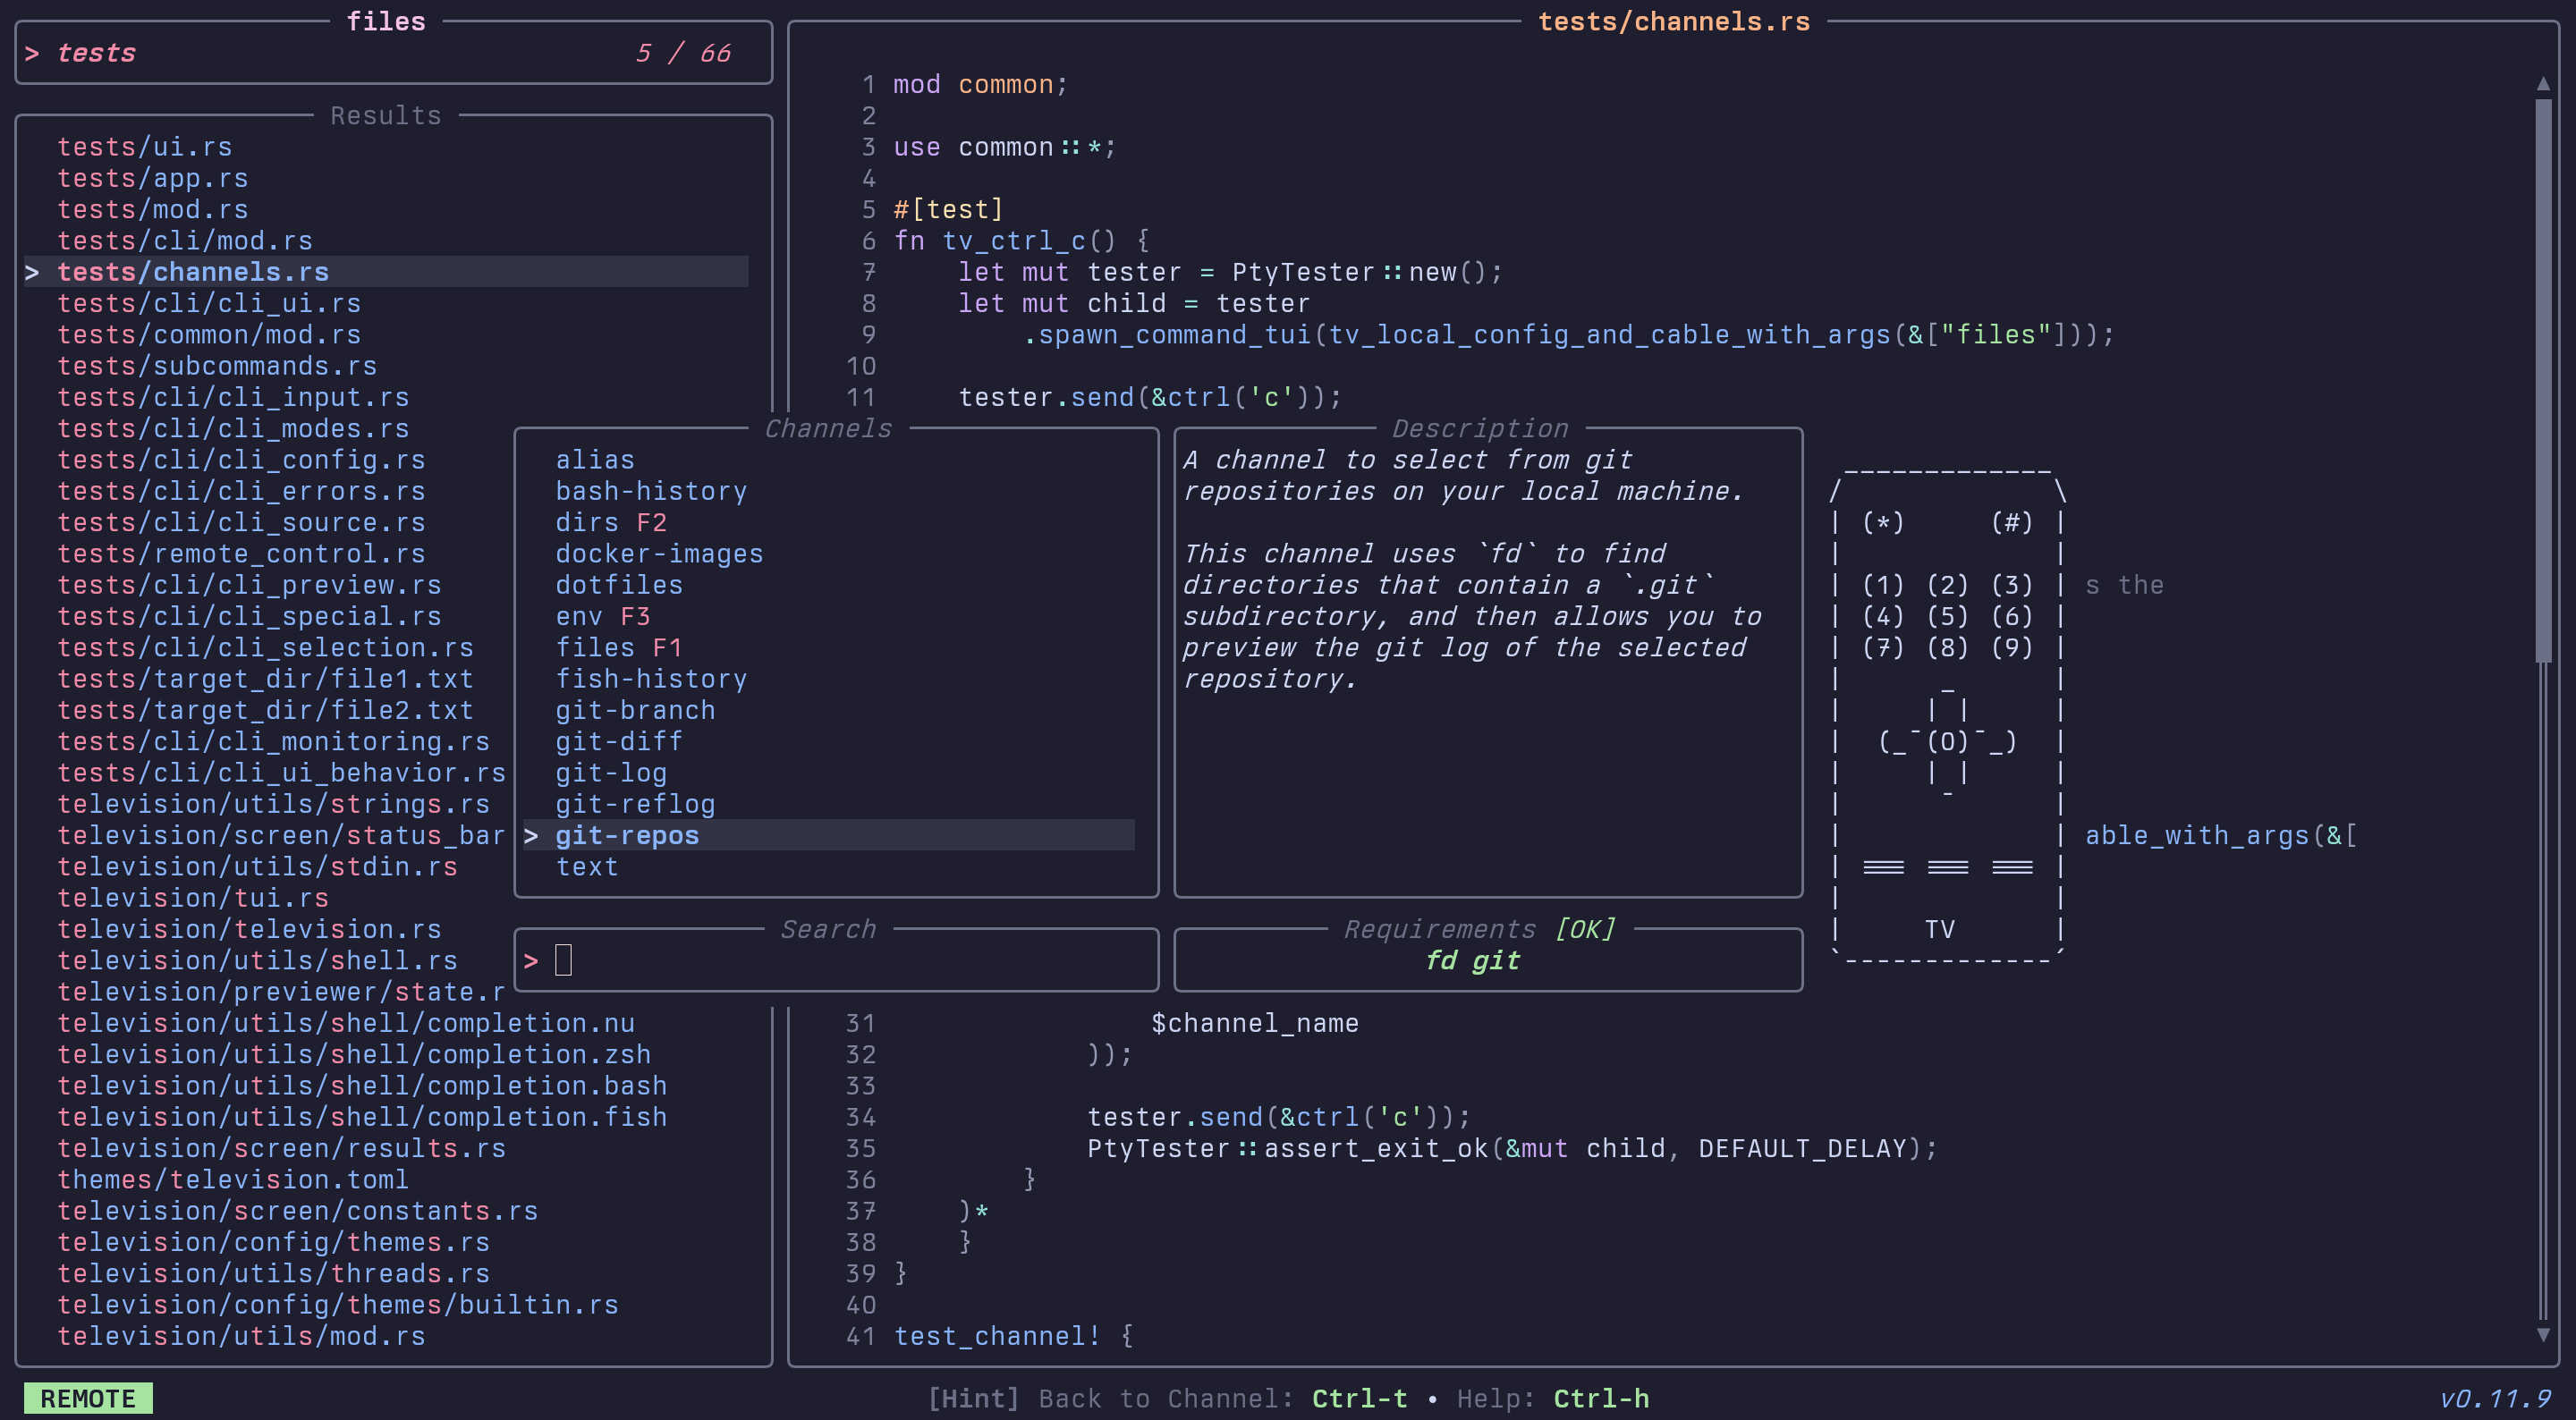 files
> tests 5 / 66
Results
tests/ui.rs
tests/app.rs
tests/mod.rs
tests/cli/mod.rs
> tests/channels.rs
tests/cli/cli_ui.rs
tests/common/mod.rs
tests/subcommands.rs
tests/cli/cli_input.rs
tests/cli/cli_modes.rs
tests/cli/cli_config.rs
tests/cli/cli_errors.rs
tests/cli/cli_source.rs
tests/remote_control.rs
tests/cli/cli_preview.rs
tests/cli/cli_special.rs
tests/cli/cli_selection.rs
tests/target_dir/file1.txt
tests/target_dir/file2.txt
tests/cli/cli_monitoring.rs
tests/cli/cli_ui_behavior.rs
television/utils/strings.rs
television/screen/status_bar
television/utils/stdin.rs
television/tui.rs
television/television.rs
television/utils/shell.rs
television/previewer/state.r
television/utils/shell/completion.nu
television/utils/shell/completion.zsh
television/utils/shell/completion.bash
television/utils/shell/completion.fish
television/screen/results.rs
themes/television.toml
television/screen/constants.rs
television/config/themes.rs
television/utils/threads.rs
television/config/themes/builtin.rs
television/utils/mod.rs
tests/channels.rs
1 mod common;
2
3 use common::*;
4
5 #[test]
6 fn tv_ctrl_c() {
7     let mut tester = PtyTester::new();
8     let mut child = tester
9         .spawn_command_tui(tv_local_config_and_cable_with_args(&["files"]));
10
11     tester.send(&ctrl('c'));
Channels
alias
bash-history
dirs F2
docker-images
dotfiles
env F3
files F1
fish-history
git-branch
git-diff
git-log
git-reflog
> git-repos
text
Search
>
Description
A channel to select from git
repositories on your local machine.
This channel uses `fd` to find
directories that contain a `.git`
subdirectory, and then allows you to
preview the git log of the selected
repository.
Requirements [OK]
fd git
(*) (#)
(1) (2) (3)
(4) (5) (6)
(7) (8) (9)
(O)
TV
s the
able_with_args(&[
31                 $channel_name
32             ));
33
34             tester.send(&ctrl('c'));
35             PtyTester::assert_exit_ok(&mut child, DEFAULT_DELAY);
36         }
37     )*
38     }
39 }
40
41 test_channel! {
REMOTE
[Hint] Back to Channel: Ctrl-t • Help: Ctrl-h
v0.11.9